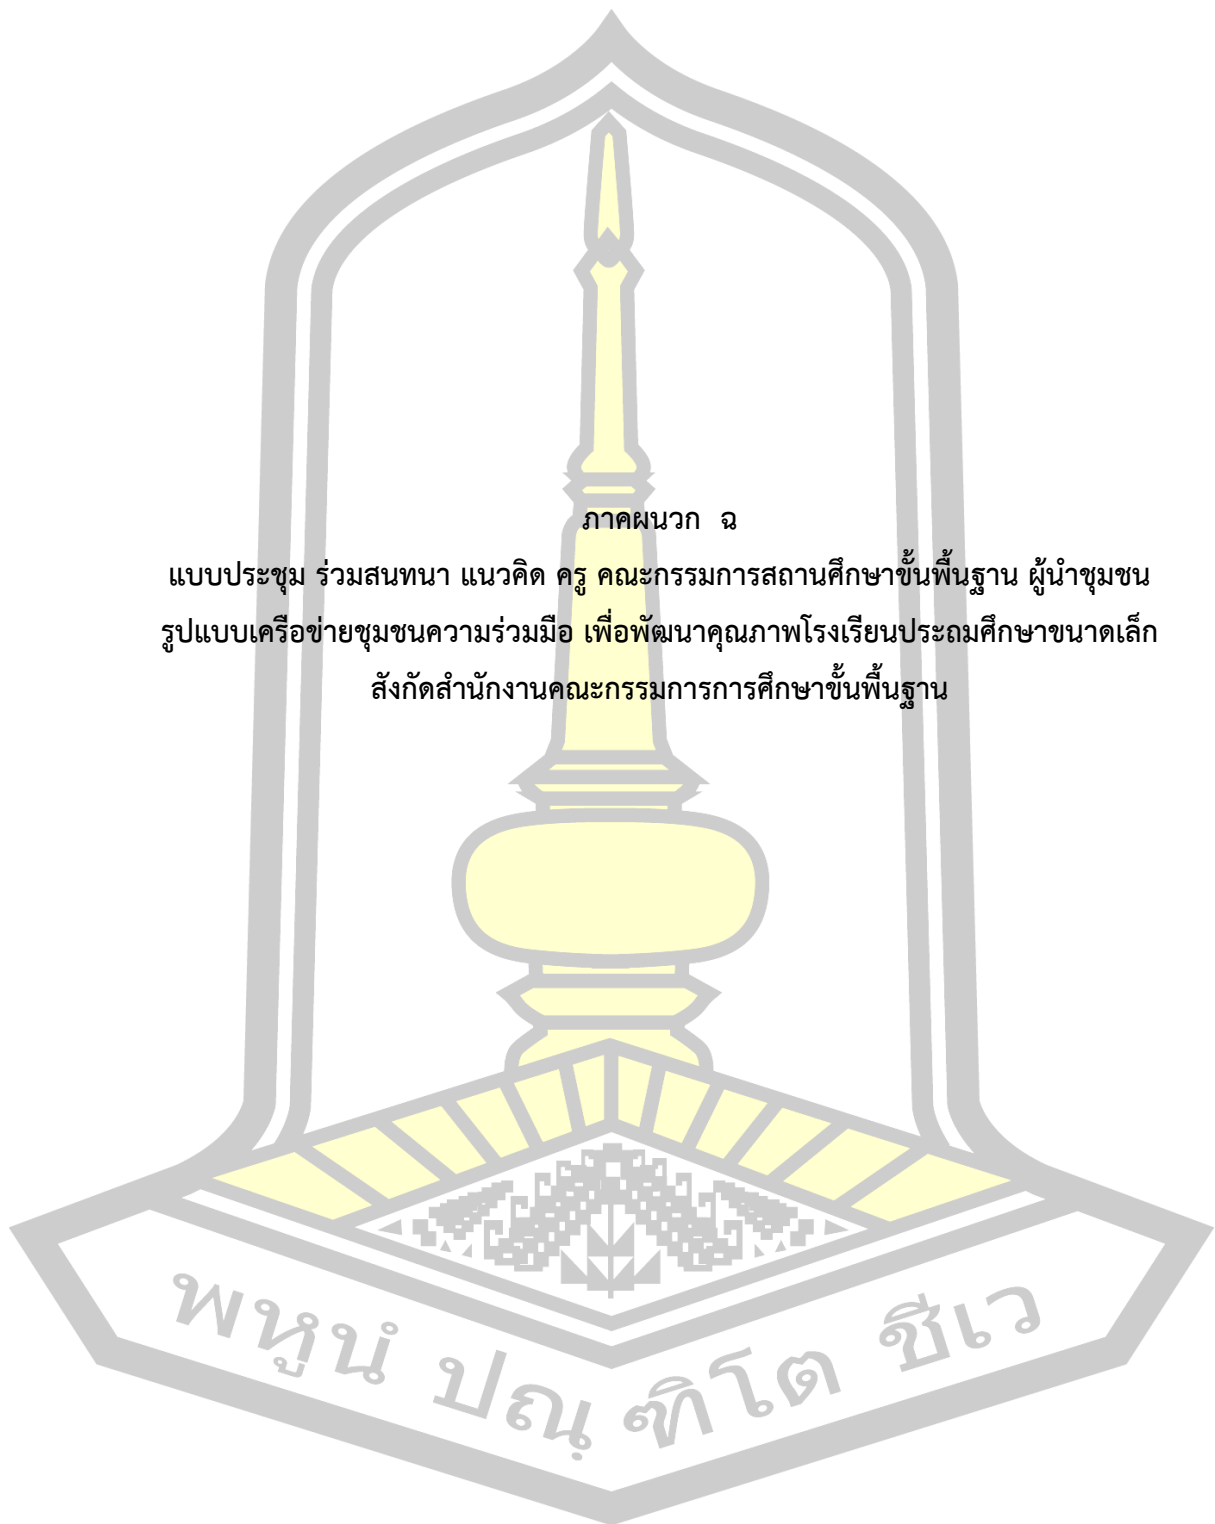 ภาคผนวก ฉ
แบบประชุม ร่วมสนทนา แนวคิด ครู คณะกรรมการสถานศึกษาขั้นพื้นฐาน ผู้นำชุมชน
รูปแบบเครือข่ายชุมชนความร่วมมือ เพื่อพัฒนาคุณภาพโรงเรียนประถมศึกษาขนาดเล็ก
สังกัดสำนักงานคณะกรรมการการศึกษาขั้นพื้นฐาน
พหูนํ ปณฺ ฑิโต ชีเว